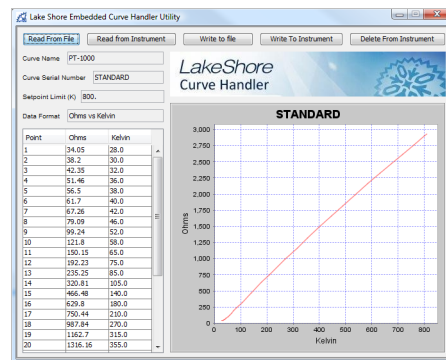 Lake Shore Embedded Curve Handler Utility
Read From File Read from Instrument Write to file Write To Instrument Delete From Instrument
Curve Name PT-1000
Curve Serial Number STANDARD
Setpoint Limit (K) 800.
Data Format Ohms vs Kelvin
LakeShore
Curve Handler
Point Ohms Kelvin
1 34.05 28.0
2 38.2 30.0
3 42.35 32.0
4 51.46 36.0
5 56.5 38.0
6 61.7 40.0
7 67.26 42.0
8 79.09 46.0
9 99.24 52.0
10 121.8 58.0
11 150.15 65.0
12 192.23 75.0
13 235.25 85.0
14 320.81 105.0
15 466.48 140.0
16 629.8 180.0
17 750.44 210.0
18 987.84 270.0
19 1162.7 315.0
20 1316.16 355.0
STANDARD
3,000
2,750
2,500
2,250
2,000
1,750
1,500
1,250
1,000
750
500
250
0
Ohms
0 100 200 300 400 500 600 700 800
Kelvin